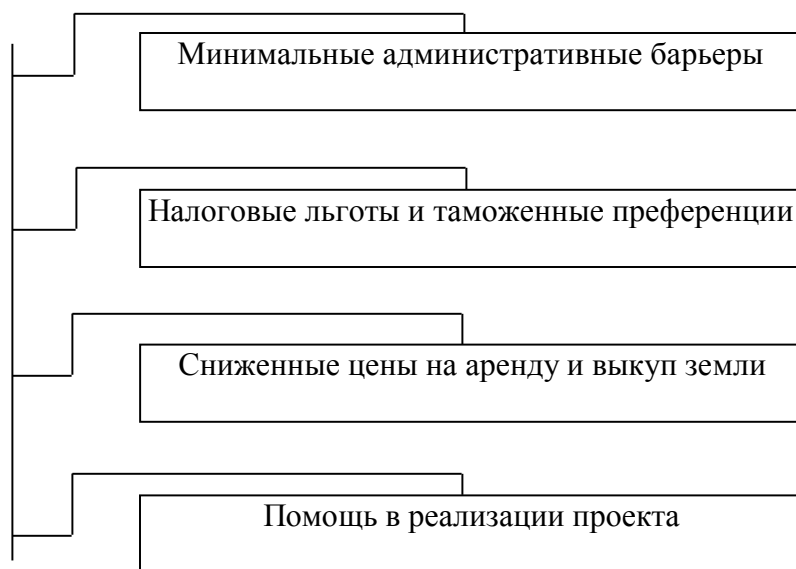 Минимальные административные барьеры
Налоговые льготы и таможенные преференции
Сниженные цены на аренду и выкуп земли
Помощь в реализации проекта